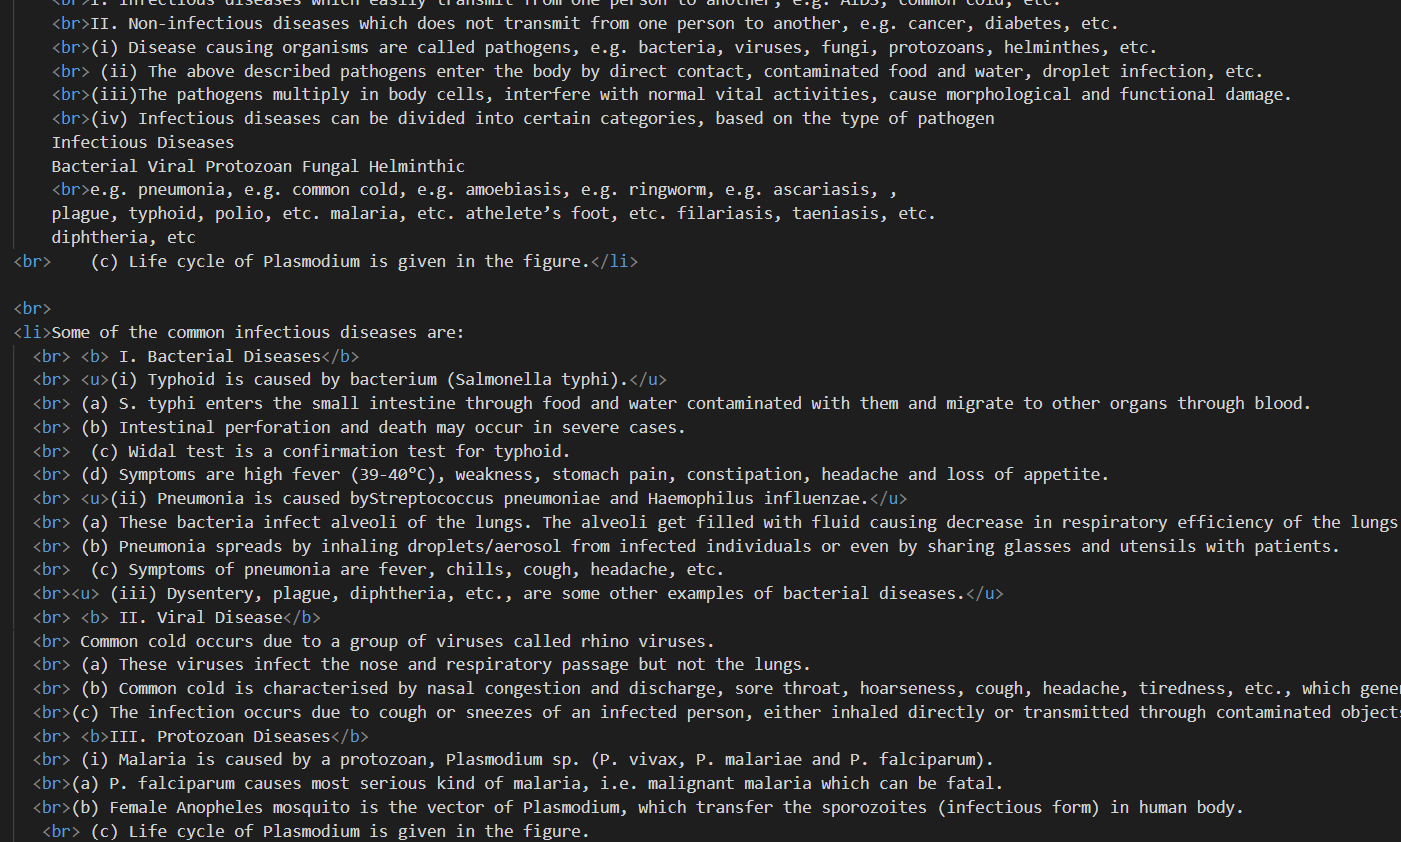 <br>I. Infectious diseases which easily transmit from one person to another, e.g. AIDS, common cold, etc.
<br>II. Non-infectious diseases which does not transmit from one person to another, e.g. cancer, diabetes, etc.
<br>(i) Disease causing organisms are called pathogens, e.g. bacteria, viruses, fungi, protozoans, helminthes, etc.
<br> (ii) The above described pathogens enter the body by direct contact, contaminated food and water, droplet infection, etc.
<br>(iii)The pathogens multiply in body cells, interfere with normal vital activities, cause morphological and functional damage.
<br>(iv) Infectious diseases can be divided into certain categories, based on the type of pathogen
Infectious Diseases
Bacterial Viral Protozoan Fungal Helminthic
<br>e.g. pneumonia, e.g. common cold, e.g. amoebiasis, e.g. ringworm, e.g. ascariasis, ,
plague, typhoid, polio, etc. malaria, etc. athelete’s foot, etc. filariasis, taeniasis, etc.
diphtheria, etc
<br>    (c) Life cycle of Plasmodium is given in the figure.</li>
<br>
<li>Some of the common infectious diseases are:
<br> <b> I. Bacterial Diseases</b>
<br> <u>(i) Typhoid is caused by bacterium (Salmonella typhi).</u>
<br> (a) S. typhi enters the small intestine through food and water contaminated with them and migrate to other organs through blood.
<br> (b) Intestinal perforation and death may occur in severe cases.
<br>  (c) Widal test is a confirmation test for typhoid.
<br> (d) Symptoms are high fever (39-40°C), weakness, stomach pain, constipation, headache and loss of appetite.
<br> <u>(ii) Pneumonia is caused byStreptococcus pneumoniae and Haemophilus influenzae.</u>
<br> (a) These bacteria infect alveoli of the lungs. The alveoli get filled with fluid causing decrease in respiratory efficiency of the lungs
<br> (b) Pneumonia spreads by inhaling droplets/aerosol from infected individuals or even by sharing glasses and utensils with patients.
<br>  (c) Symptoms of pneumonia are fever, chills, cough, headache, etc.
<br><u> (iii) Dysentery, plague, diphtheria, etc., are some other examples of bacterial diseases.</u>
<br> <b> II. Viral Disease</b>
<br> Common cold occurs due to a group of viruses called rhino viruses.
<br> (a) These viruses infect the nose and respiratory passage but not the lungs.
<br> (b) Common cold is characterised by nasal congestion and discharge, sore throat, hoarseness, cough, headache, tiredness, etc., which
<br>(c) The infection occurs due to cough or sneezes of an infected person, either inhaled directly or transmitted through contaminated objects
<br> <b>III. Protozoan Diseases</b>
<br> (i) Malaria is caused by a protozoan, Plasmodium sp. (P. vivax, P. malariae and P. falciparum).
<br>(a) P. falciparum causes most serious kind of malaria, i.e. malignant malaria which can be fatal.
<br>(b) Female Anopheles mosquito is the vector of Plasmodium, which transfer the sporozoites (infectious form) in human body.
<br> (c) Life cycle of Plasmodium is given in the figure.